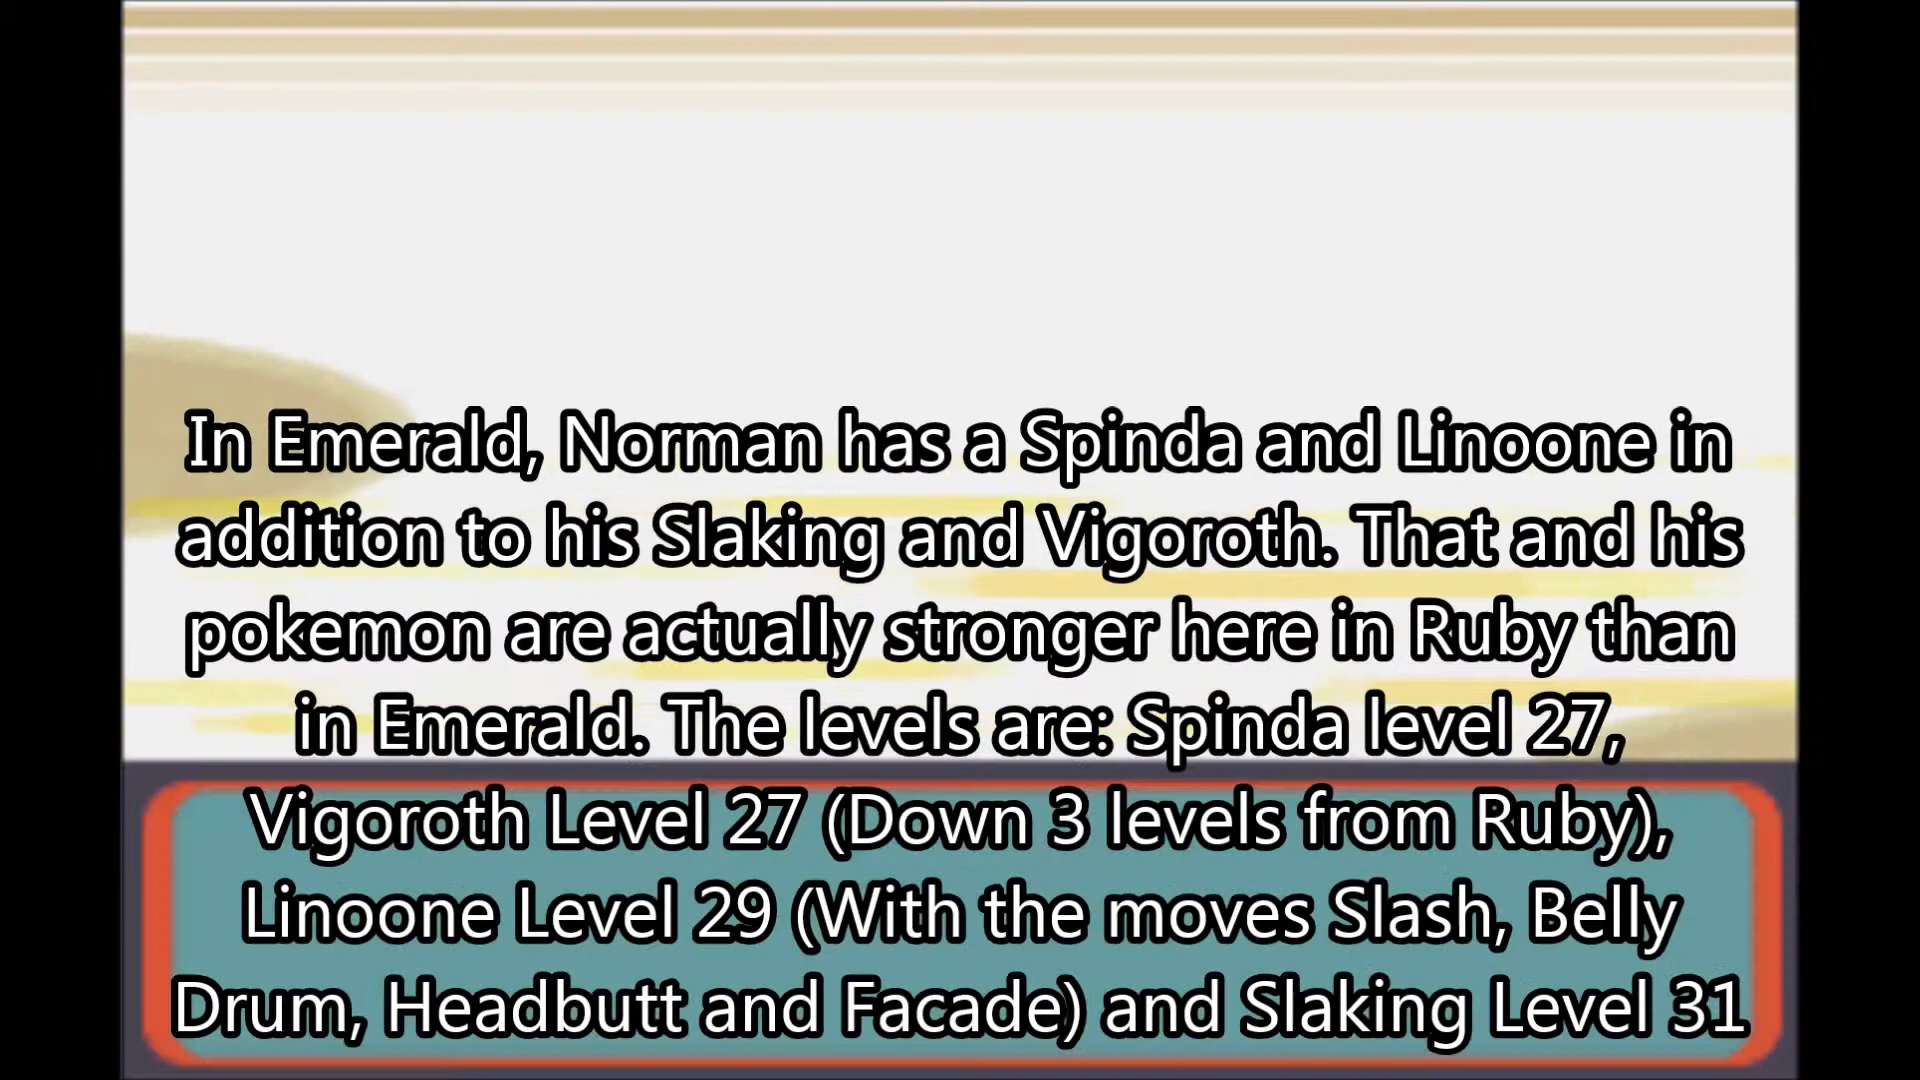 In Emerald, Norman has a Spinda and Linoone in
addition to his Slaking and Vigoroth. That and his
pokemon are actually stronger here in Ruby than
in Emerald. The levels are: Spinda level 27,
Vigoroth Level 27 (Down 3 levels from Ruby),
Linoone Level 29 (With the moves Slash, Belly
Drum, Headbutt and Facade) and Slaking Level 31